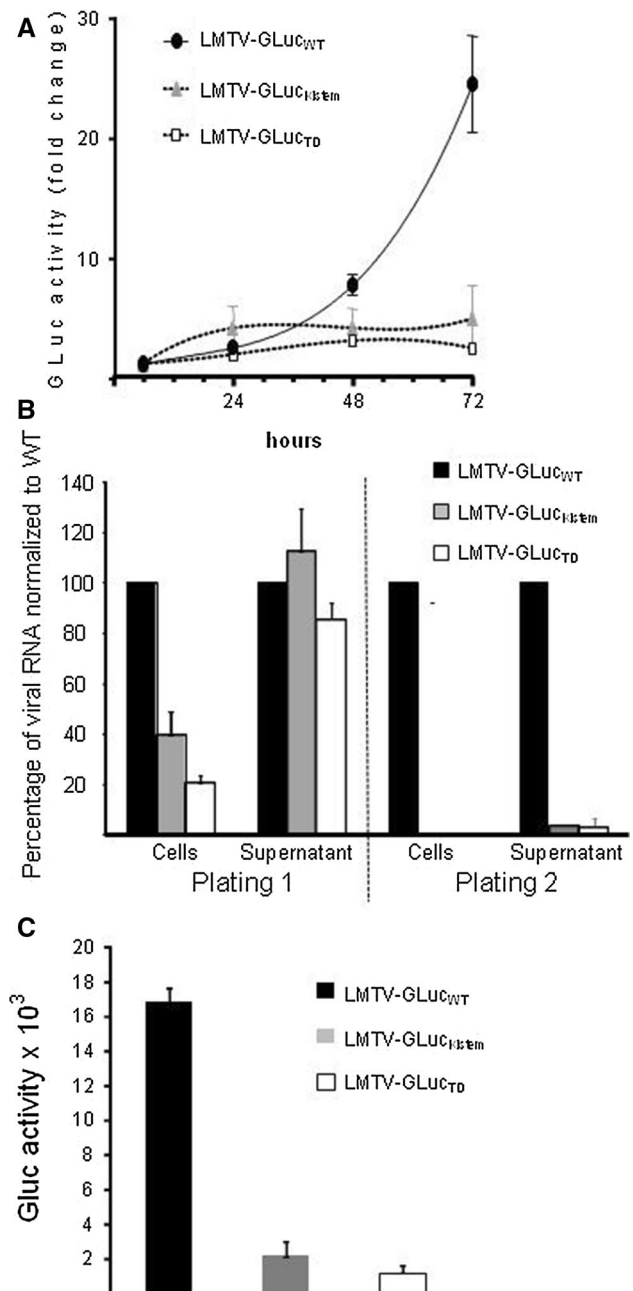 A
GLuc activity (fold change)
30
20
10
LMTV-GLucWT
LMTV-GLucKlstem
LMTV-GLucTD
24 48 72
hours
B
Percentage of viral RNA normalized to WT
140
120
100
80
60
40
20
LMTV-GLucWT
LMTV-GLucKlstem
LMTV-GLucTD
Cells Supernatant Cells Supernatant
Plating 1 Plating 2
C
Gluc activity x 10³
20
18
16
14
12
10
8
6
4
2
LMTV-GLucWT
LMTV-GLucKlstem
LMTV-GLucTD